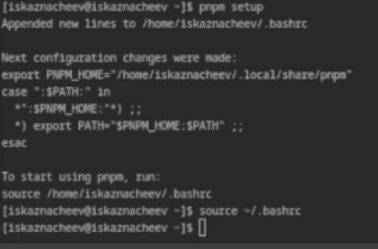 [iskaznacheev@iskaznacheev ~]$ pnpm setup
Appended new lines to /home/iskaznacheev/.bashrc

Next configuration changes were made:
export PNPM_HOME="/home/iskaznacheev/.local/share/pnpm"
case ":$PATH:" in
  *":$PNPM_HOME:"*) ;;
  *) export PATH="$PNPM_HOME:$PATH" ;;
esac

To start using pnpm, run:
source /home/iskaznacheev/.bashrc
[iskaznacheev@iskaznacheev ~]$ source ~/.bashrc
[iskaznacheev@iskaznacheev ~]$